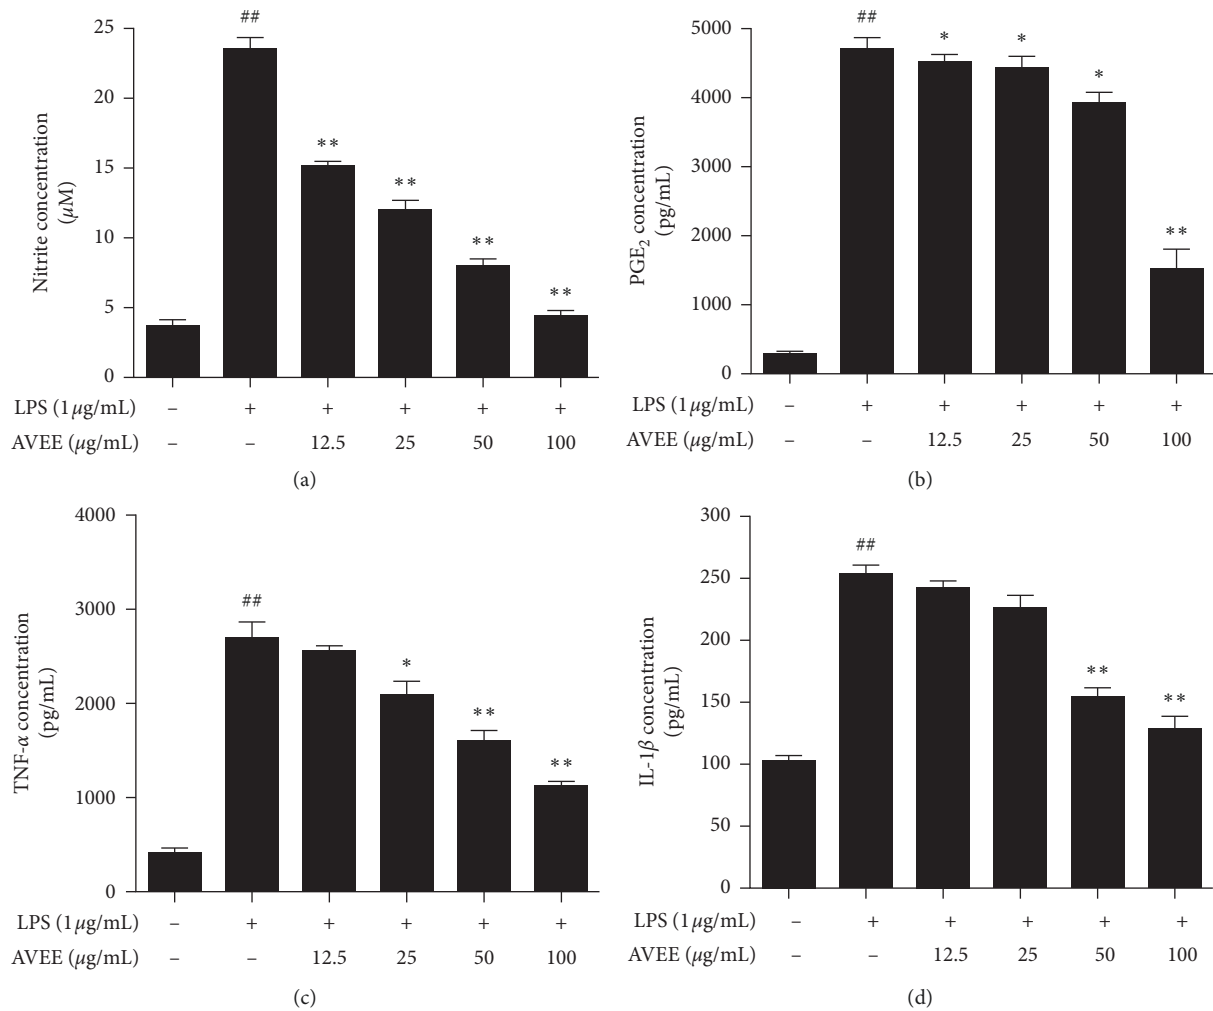 25
20
15
10
5
0
Nitrite concentration
(μM)
##
**
**
**
**
LPS (1 μg/mL) – + + + + +
AVEE (μg/mL) – – 12.5 25 50 100
(a)
5000
4000
3000
2000
1000
0
PGE2 concentration
(pg/mL)
##
*
*
*
**
LPS (1 μg/mL) – + + + + +
AVEE (μg/mL) – – 12.5 25 50 100
(b)
4000
3000
2000
1000
0
TNF-α concentration
(pg/mL)
##
*
**
**
LPS (1 μg/mL) – + + + + +
AVEE (μg/mL) – – 12.5 25 50 100
(c)
300
250
200
150
100
50
0
IL-1β concentration
(pg/mL)
##
**
**
LPS (1 μg/mL) – + + + + +
AVEE (μg/mL) – – 12.5 25 50 100
(d)